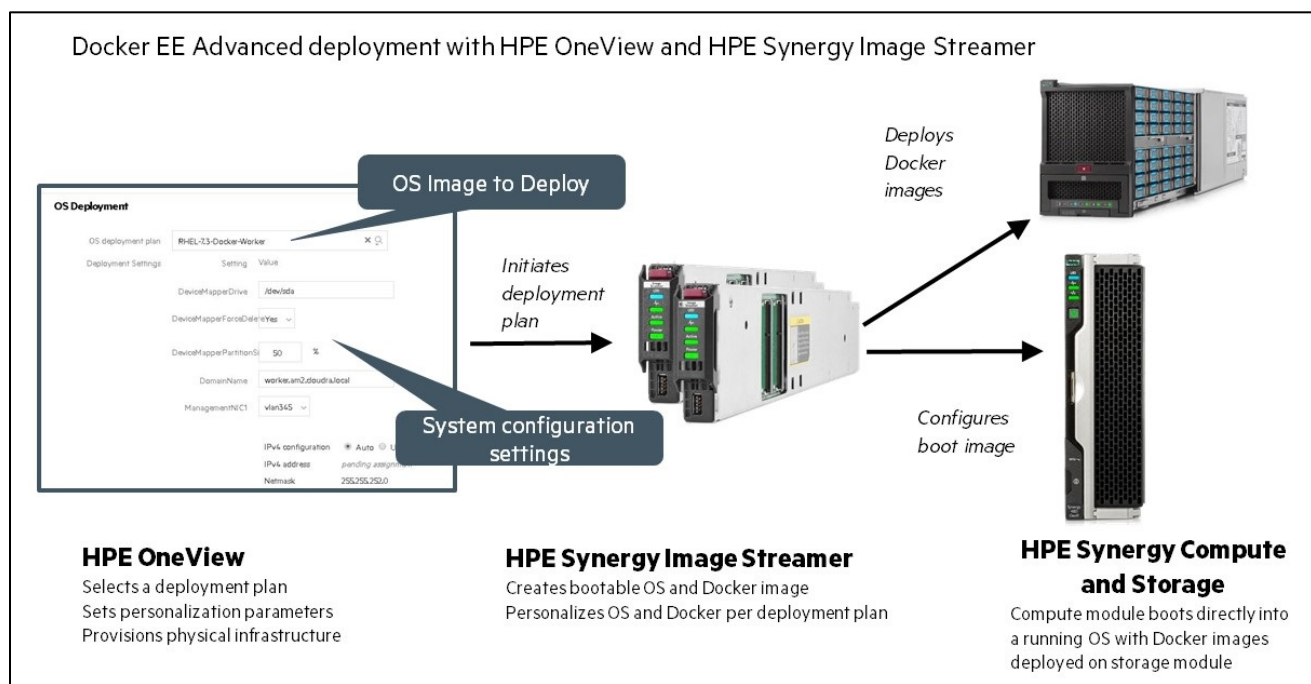 Docker EE Advanced deployment with HPE OneView and HPE Synergy Image Streamer
OS Image to Deploy
OS Deployment
OS deployment plan
RHEL-7.3-Docker-Worker
Deployment Settings
Setting
Value
DeviceMapperDrive
/dev/sda
DeviceMapperForceDelete
Yes
DeviceMapperPartitionSi
50
%
DomainName
worker.am2.cloudra.local
ManagementNIC1
vlan345
IPv4 configuration
Auto
U
IPv4 address
pending assignment
Netmask
255.255.252.0
System configuration
settings
Initiates
deployment
plan
Deploys
Docker
images
Configures
boot image
HPE OneView
Selects a deployment plan
Sets personalization parameters
Provisions physical infrastructure
HPE Synergy Image Streamer
Creates bootable OS and Docker image
Personalizes OS and Docker per deployment plan
HPE Synergy Compute
and Storage
Compute module boots directly into
a running OS with Docker images
deployed on storage module